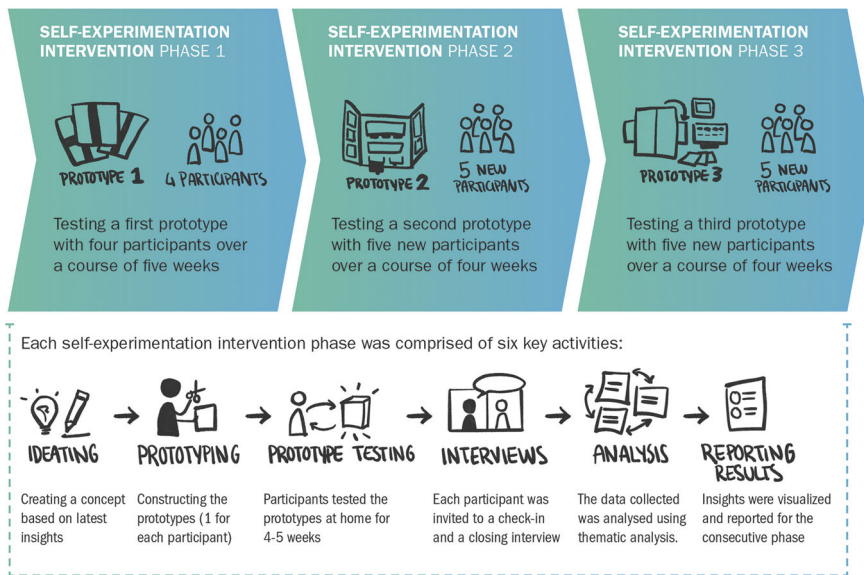 SELF-EXPERIMENTATION
INTERVENTION PHASE 1
PROTOTYPE 1
4 PARTICIPANTS
Testing a first prototype
with four participants over
a course of five weeks
SELF-EXPERIMENTATION
INTERVENTION PHASE 2
PROTOTYPE 2
5 NEW
PARTICIPANTS
Testing a second prototype
with five new participants
over a course of four weeks
SELF-EXPERIMENTATION
INTERVENTION PHASE 3
PROTOTYPE 3
5 NEW
PARTICIPANTS
Testing a third prototype
with five new participants
over a course of four weeks
Each self-experimentation intervention phase was comprised of six key activities:
IDEATING
Creating a concept
based on latest
insights
PROTOTYPING
Constructing the
prototypes (1 for
each participant)
PROTOTYPE TESTING
Participants tested the
prototypes at home for
4-5 weeks
INTERVIEWS
Each participant was
invited to a check-in
and a closing interview
ANALYSIS
The data collected
was analysed using
thematic analysis.
REPORTING
RESULTS
Insights were visualized
and reported for the
consecutive phase